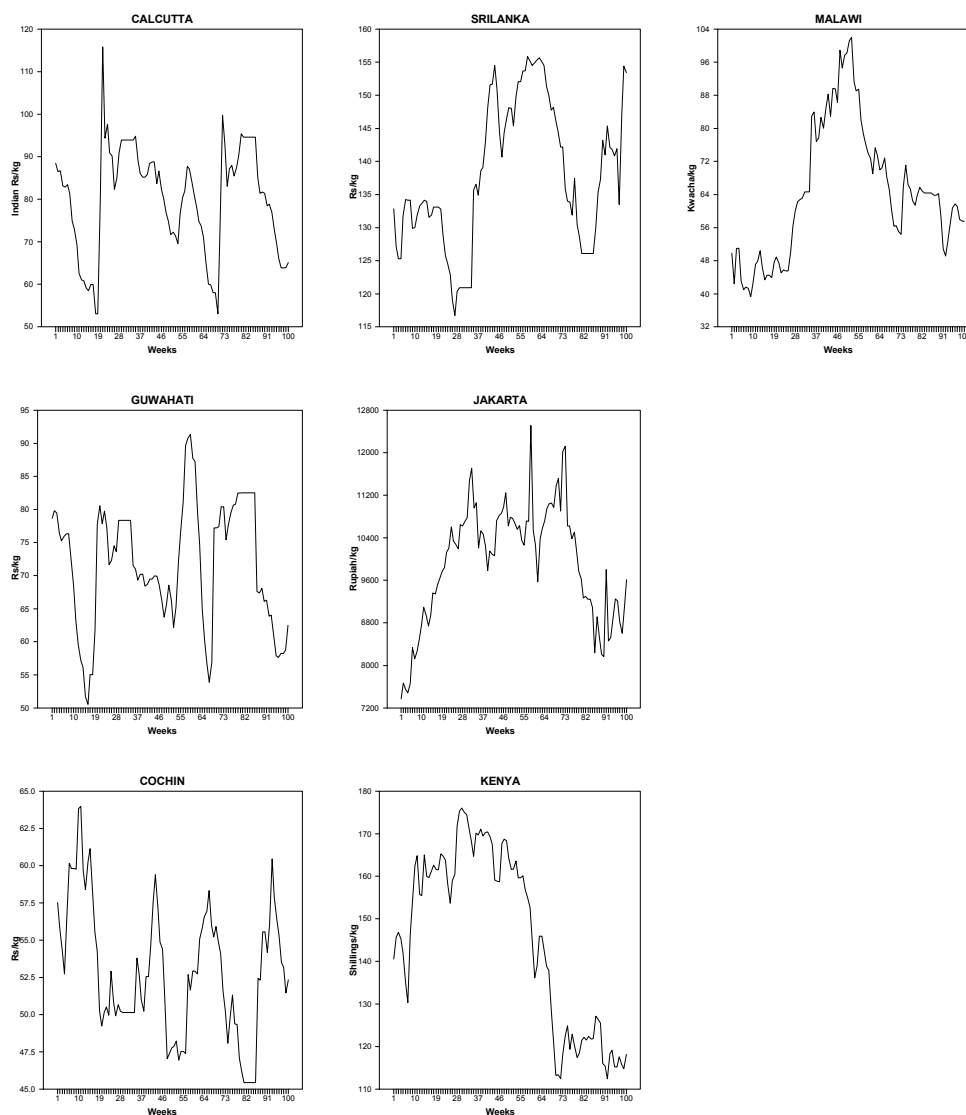 CALCUTTA
Indian Rs/kg
120
110
100
90
80
70
60
50
1 10 19 28 37 46 55 64 73 82 91 100
Weeks
SRILANKA
Rs/kg
160
155
150
145
140
135
130
125
120
115
1 10 19 28 37 46 55 64 73 82 91 100
Weeks
MALAWI
Kwacha/kg
104
96
88
80
72
64
56
48
40
32
1 10 19 28 37 46 55 64 73 82 91 100
Weeks
GUWAHATI
Rs/kg
95
90
85
80
75
70
65
60
55
50
1 10 19 28 37 46 55 64 73 82 91 100
Weeks
JAKARTA
Rupiah/kg
12800
12000
11200
10400
9600
8800
8000
7200
1 10 19 28 37 46 55 64 73 82 91 100
Weeks
COCHIN
Rs/kg
65.0
62.5
60.0
57.5
55.0
52.5
50.0
47.5
45.0
1 10 19 28 37 46 55 64 73 82 91 100
Weeks
KENYA
Shillings/kg
180
170
160
150
140
130
120
110
1 10 19 28 37 46 55 64 73 82 91 100
Weeks